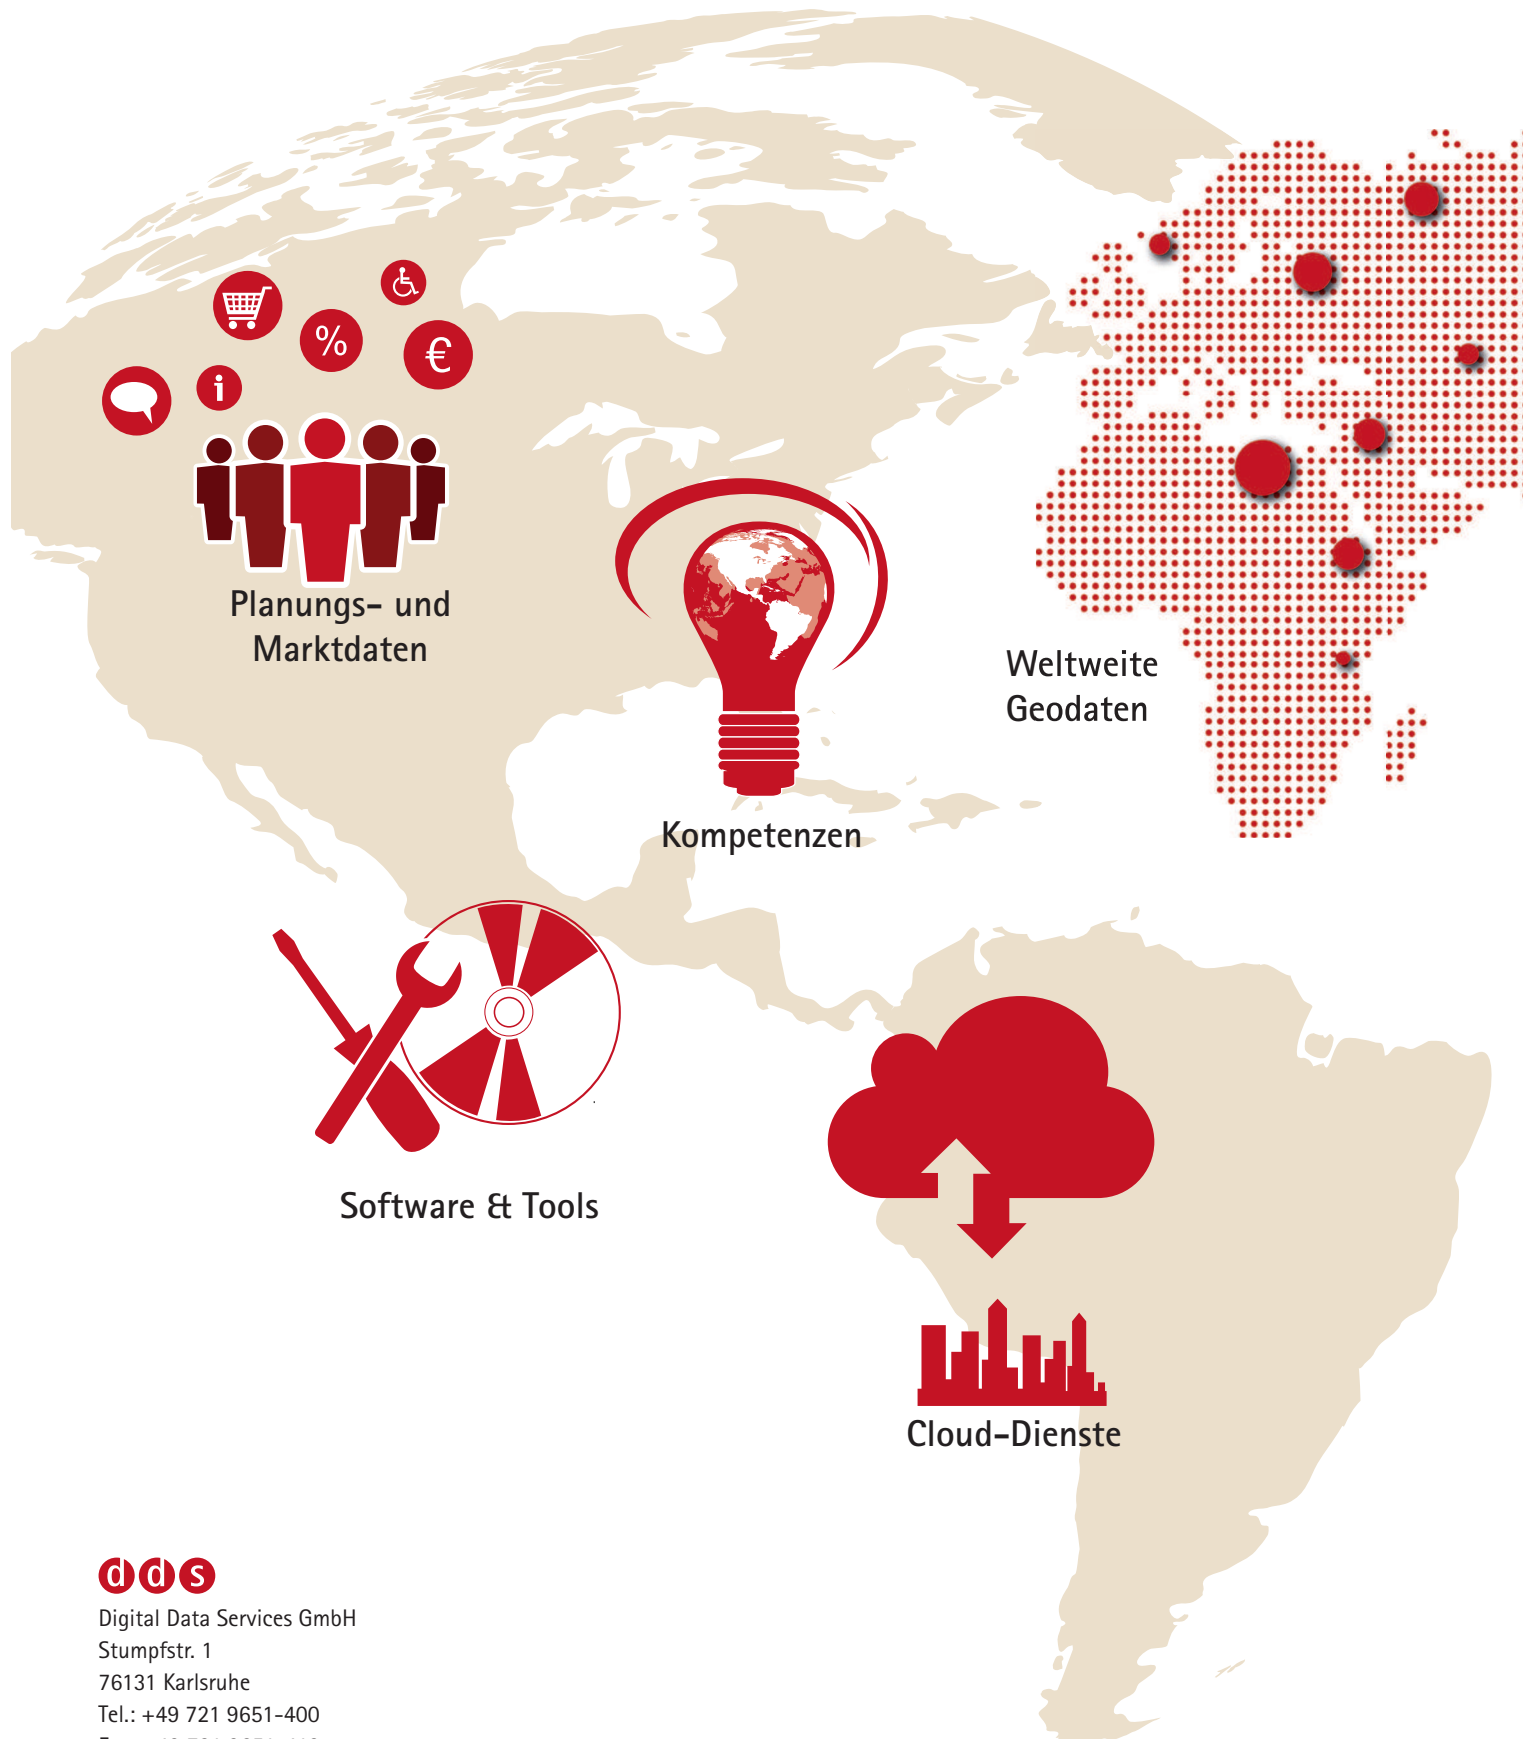 %
€
i
Planungs- und
Marktdaten
Weltweite
Geodaten
Kompetenzen
Software & Tools
Cloud-Dienste
dds
Digital Data Services GmbH
Stumpfstr. 1
76131 Karlsruhe
Tel.: +49 721 9651-400